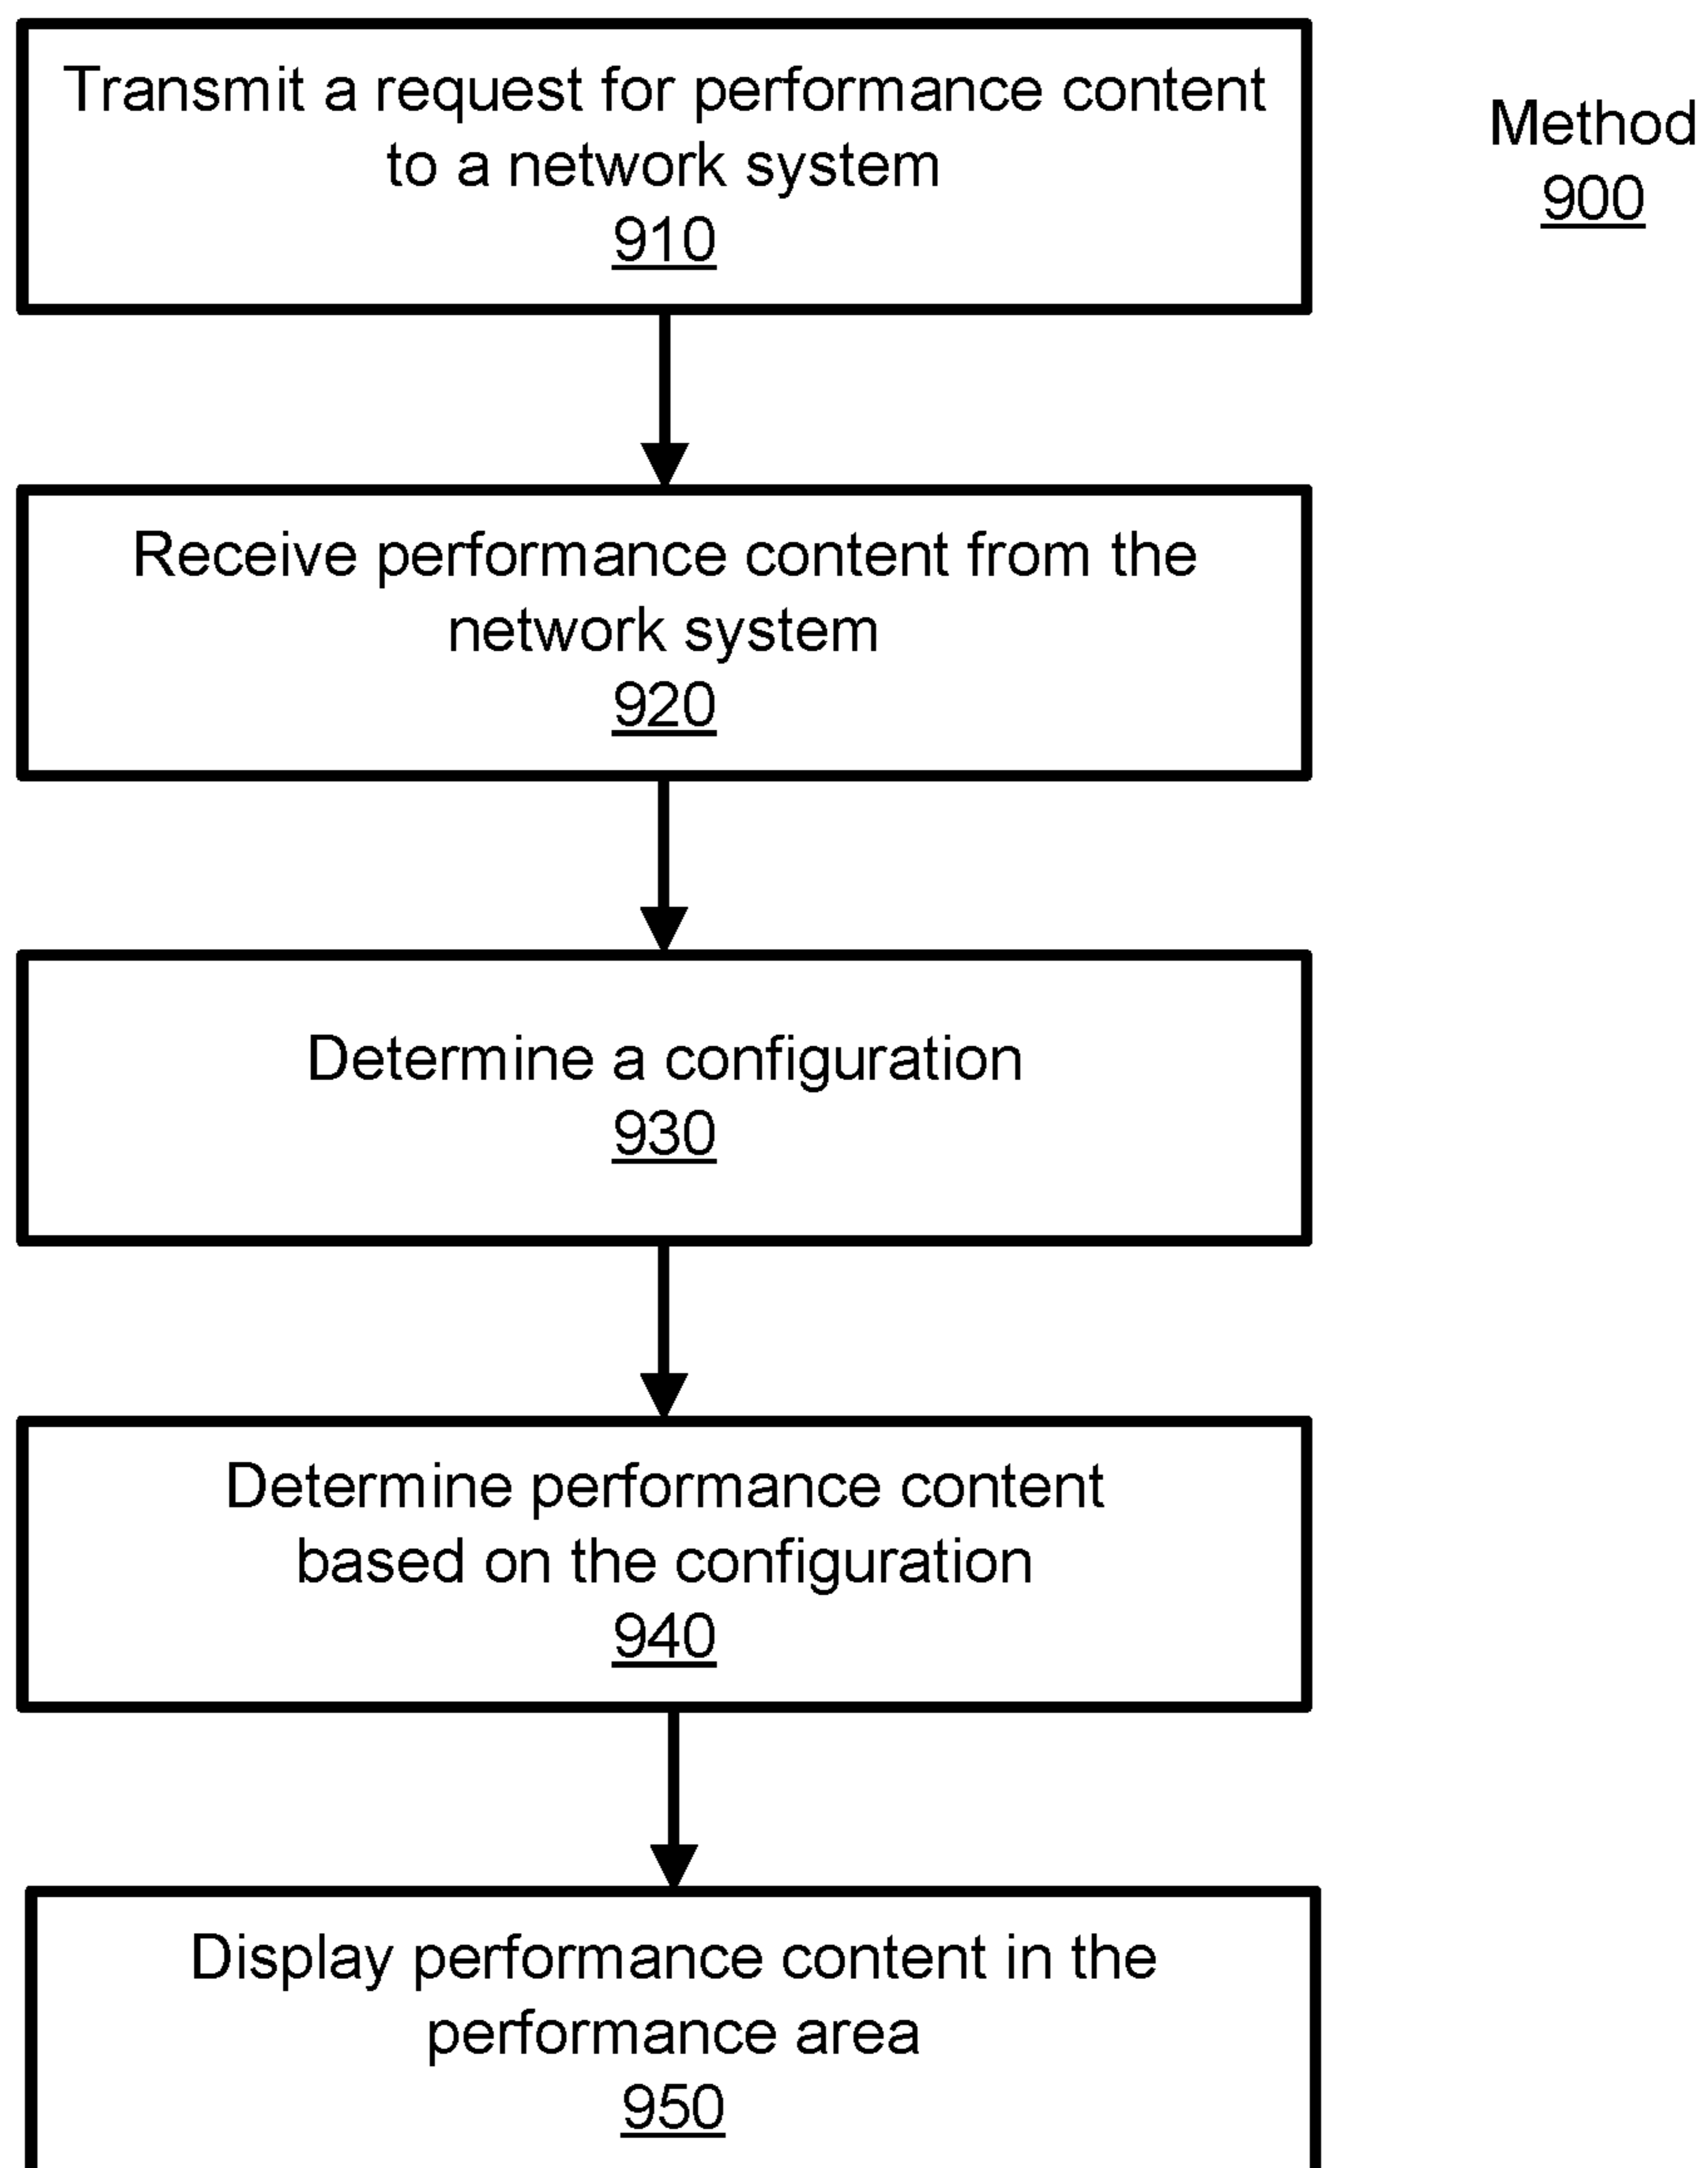 Transmit a request for performance content
to a network system
910
Method
900
Receive performance content from the
network system
920
Determine a configuration
930
Determine performance content
based on the configuration
940
Display performance content in the
performance area
950